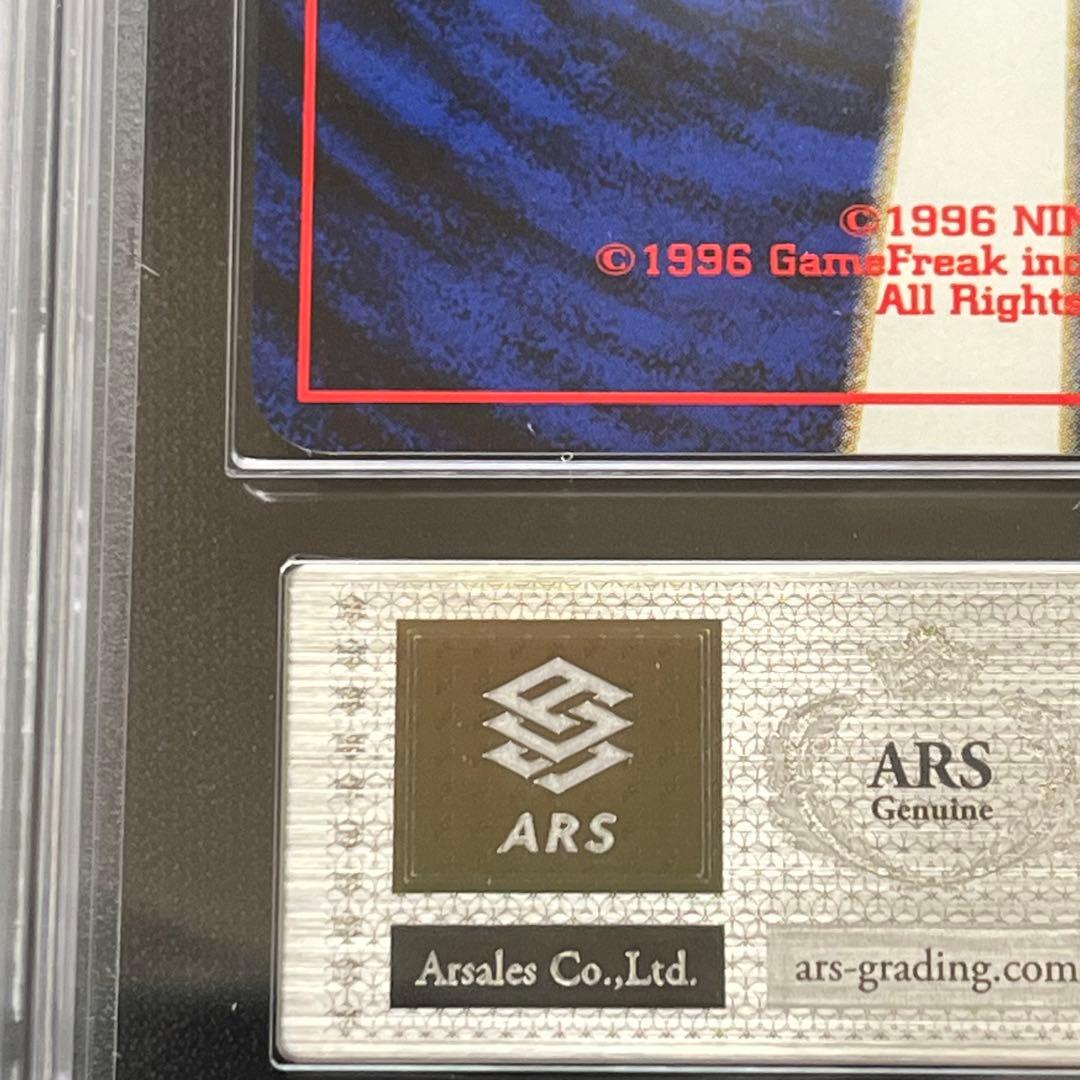 ©1996 NIN
©1996 GameFreak inc
All Rights
ARS
ARS
Genuine
Arsales Co.,Ltd.
ars-grading.com